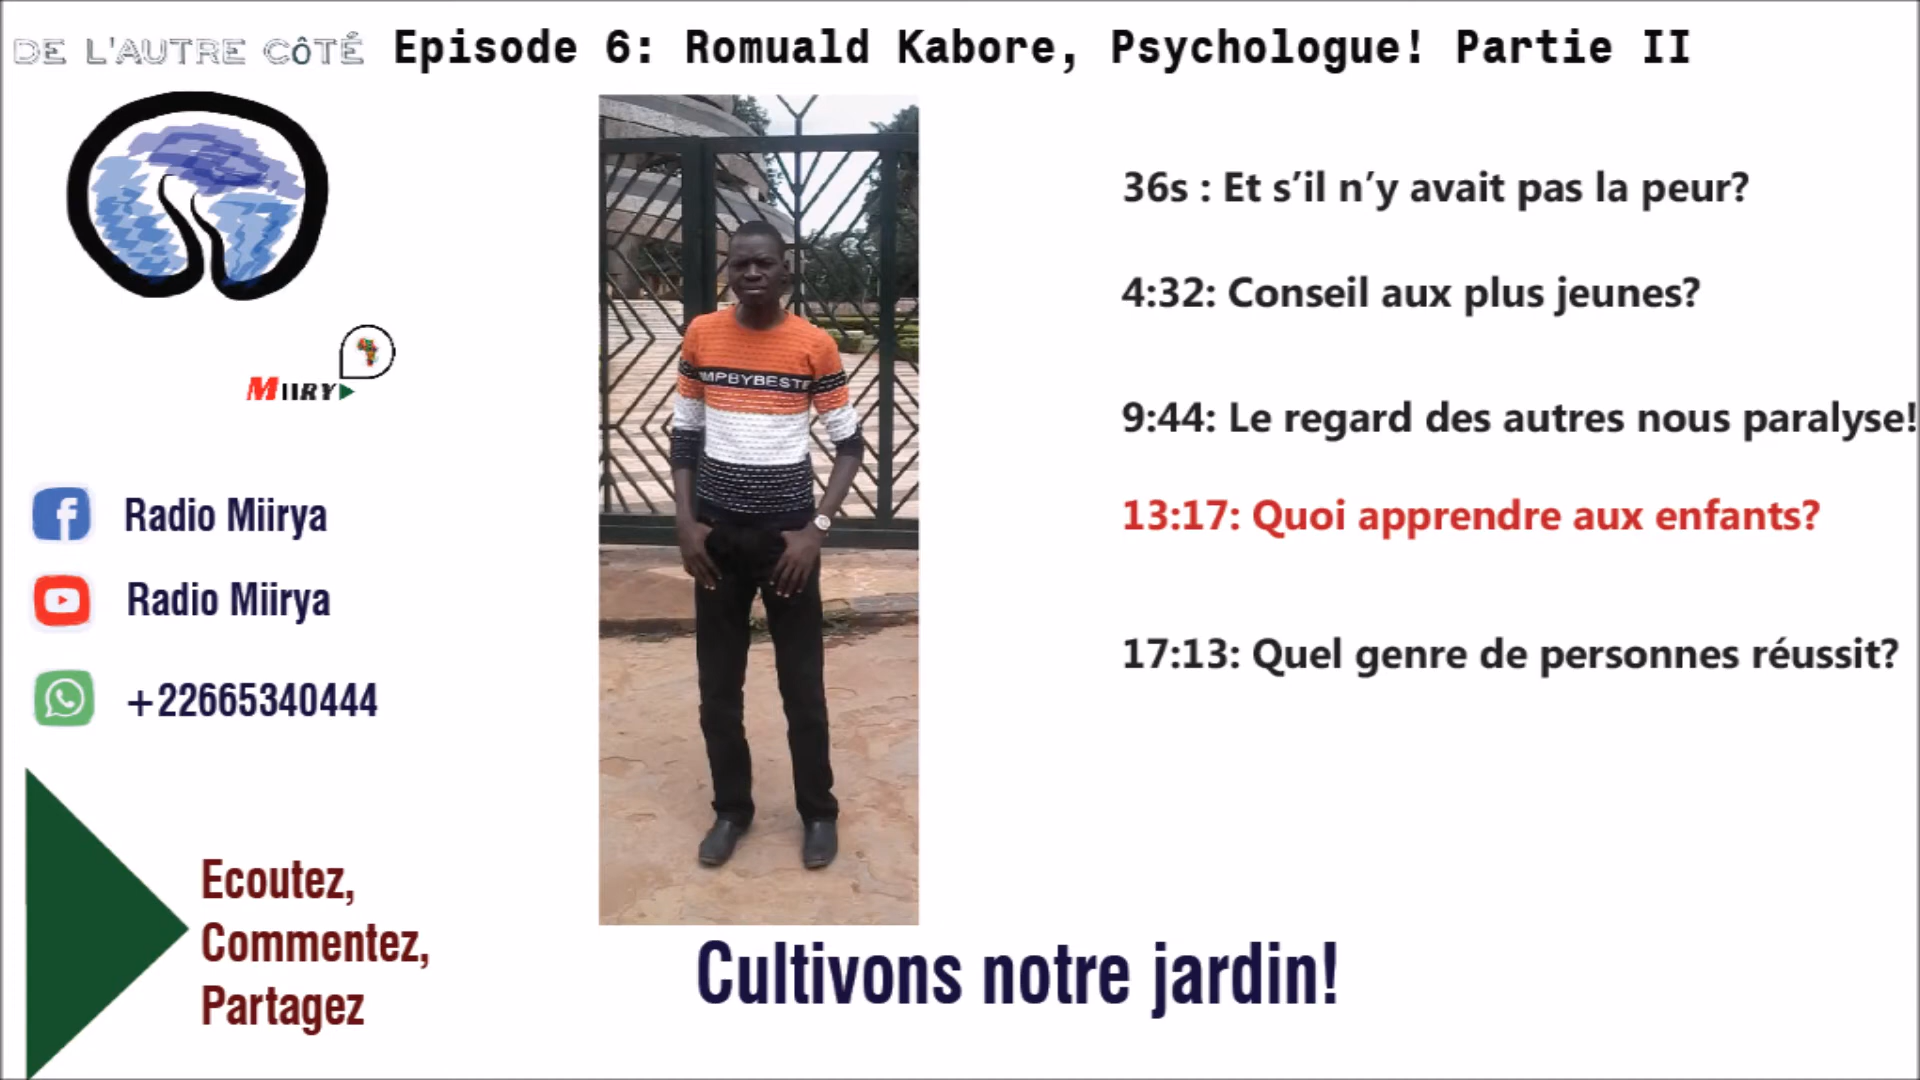 DE L'AUTRE CÔTÉ Episode 6: Romuald Kabore, Psychologue! Partie II
MIIRY
Radio Miirya
Radio Miirya
+22665340444
Ecoutez,
Commentez,
Partagez
MPBYBESTE
36s : Et s’il n’y avait pas la peur?
4:32: Conseil aux plus jeunes?
9:44: Le regard des autres nous paralyse!
13:17: Quoi apprendre aux enfants?
17:13: Quel genre de personnes réussit?
Cultivons notre jardin!